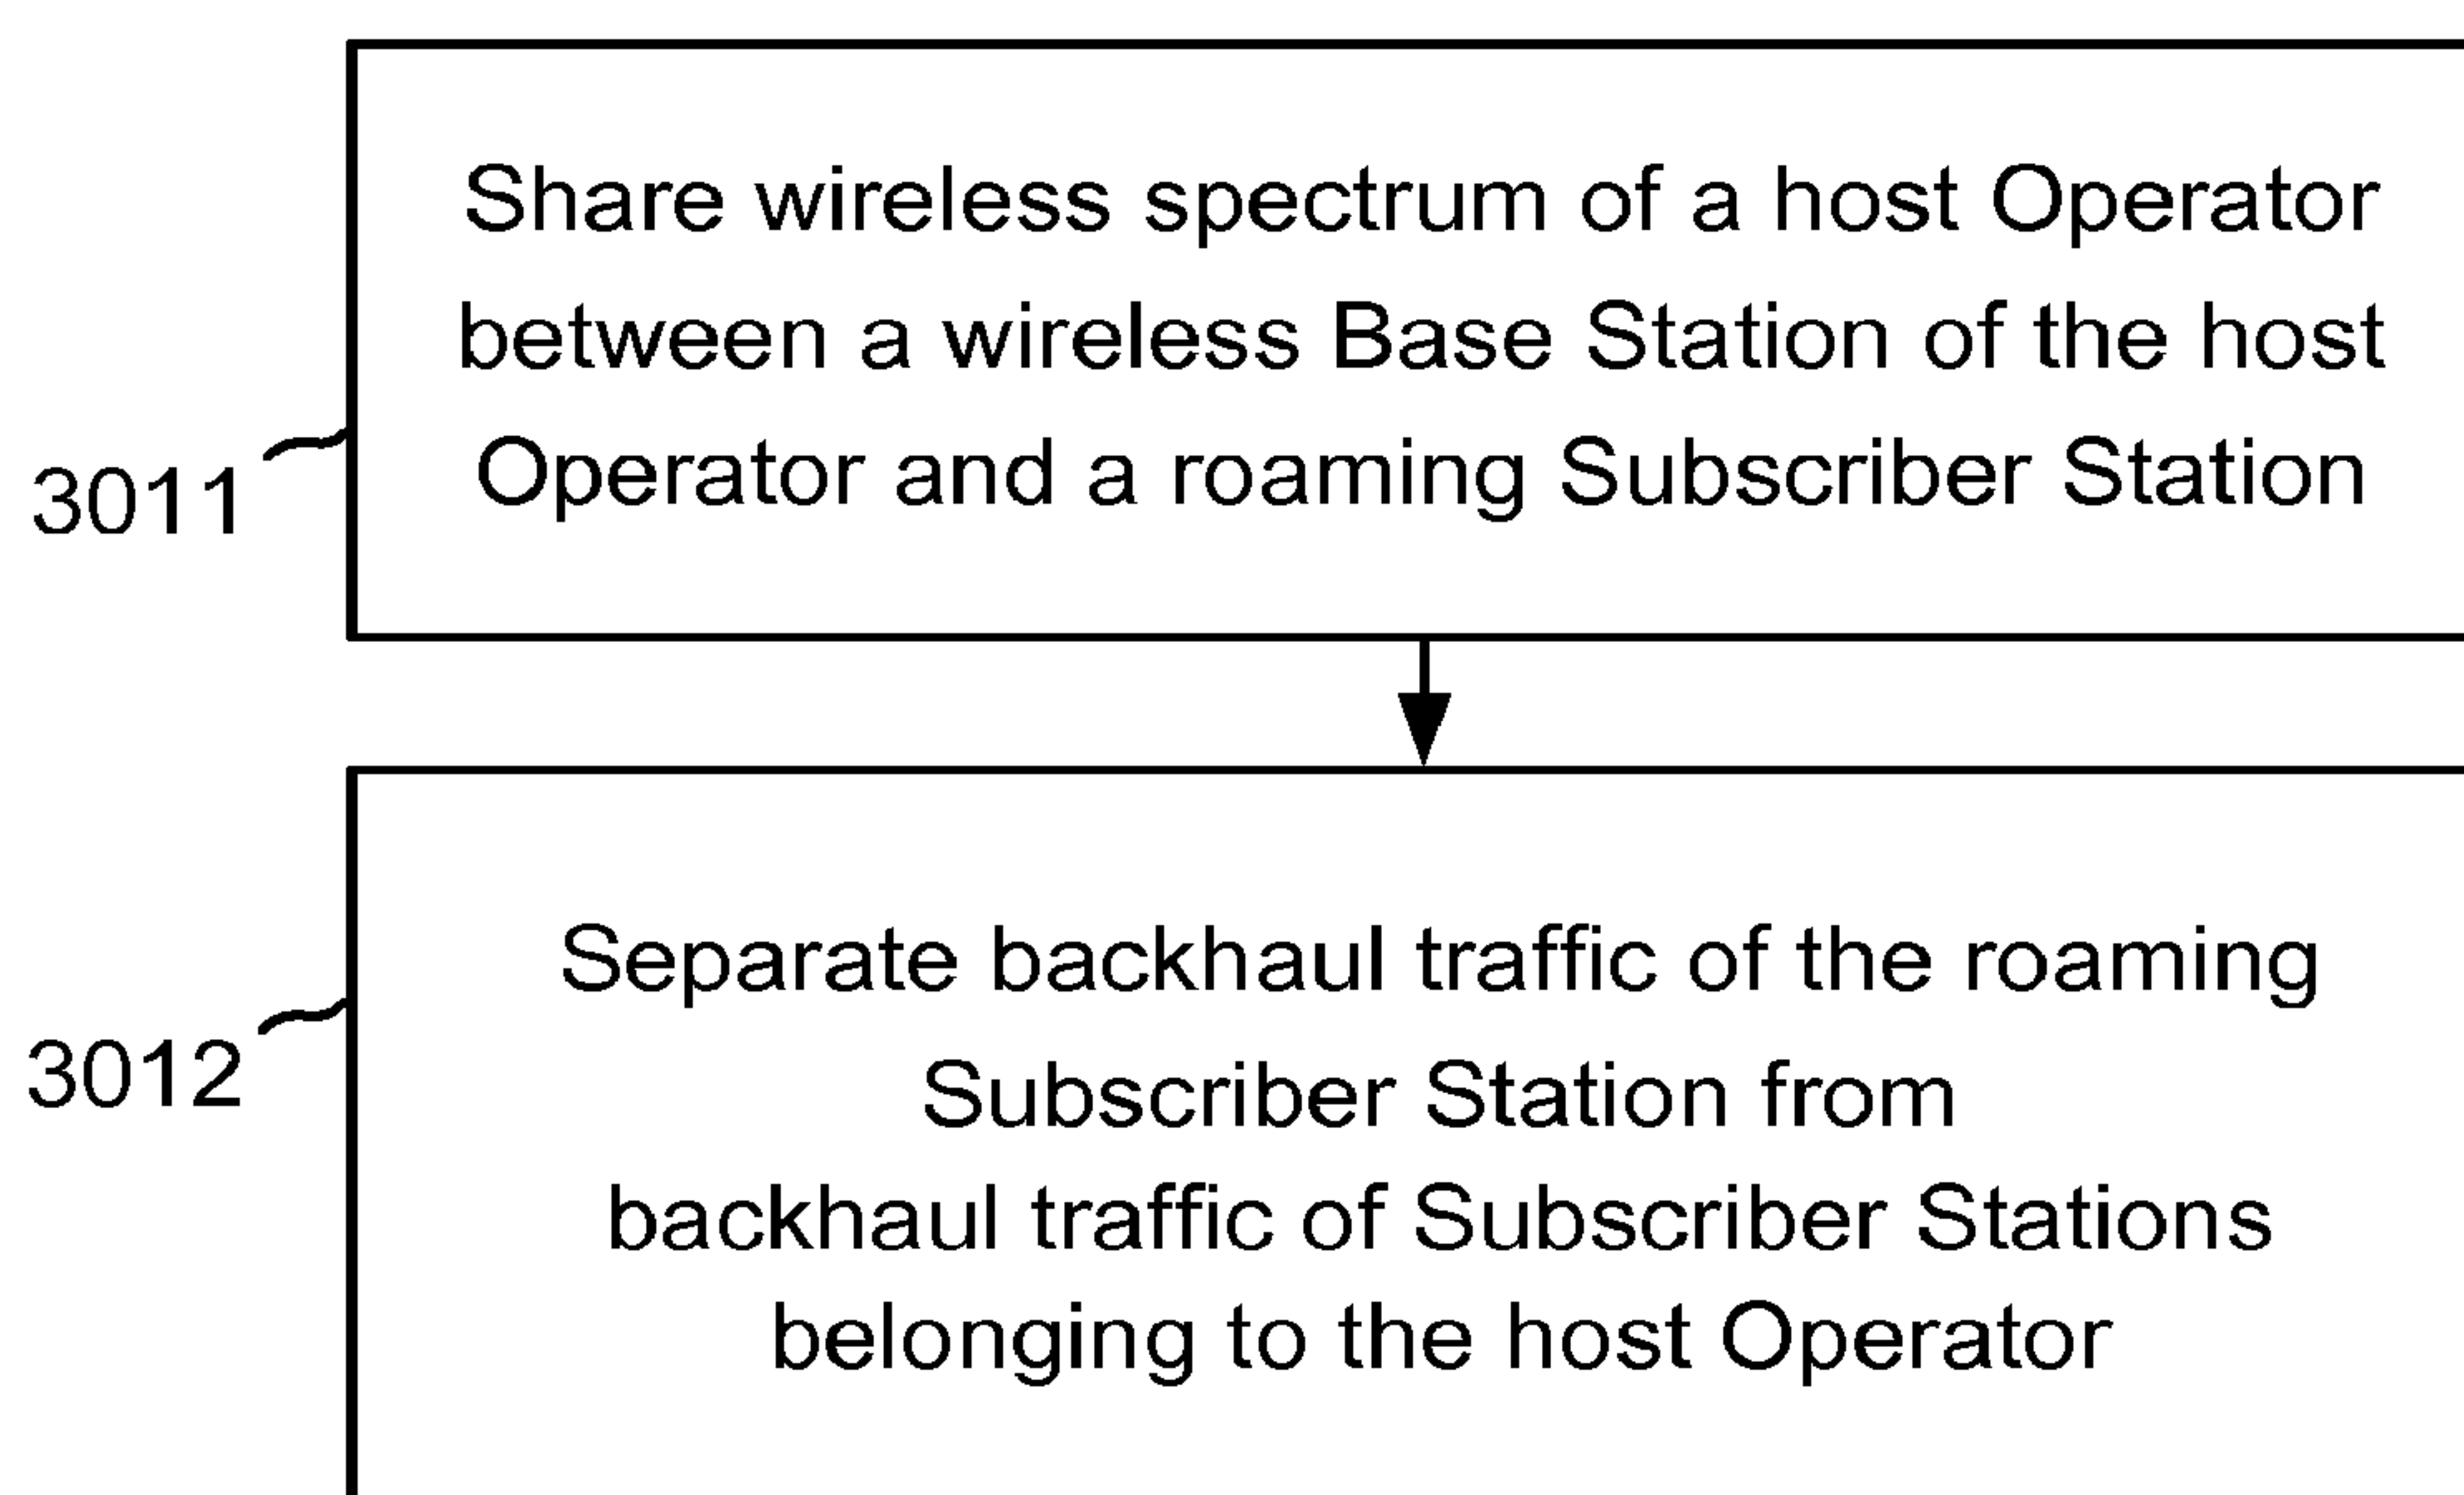 Share wireless spectrum of a host Operator
between a wireless Base Station of the host
Operator and a roaming Subscriber Station
3011
Separate backhaul traffic of the roaming
Subscriber Station from
backhaul traffic of Subscriber Stations
belonging to the host Operator
3012